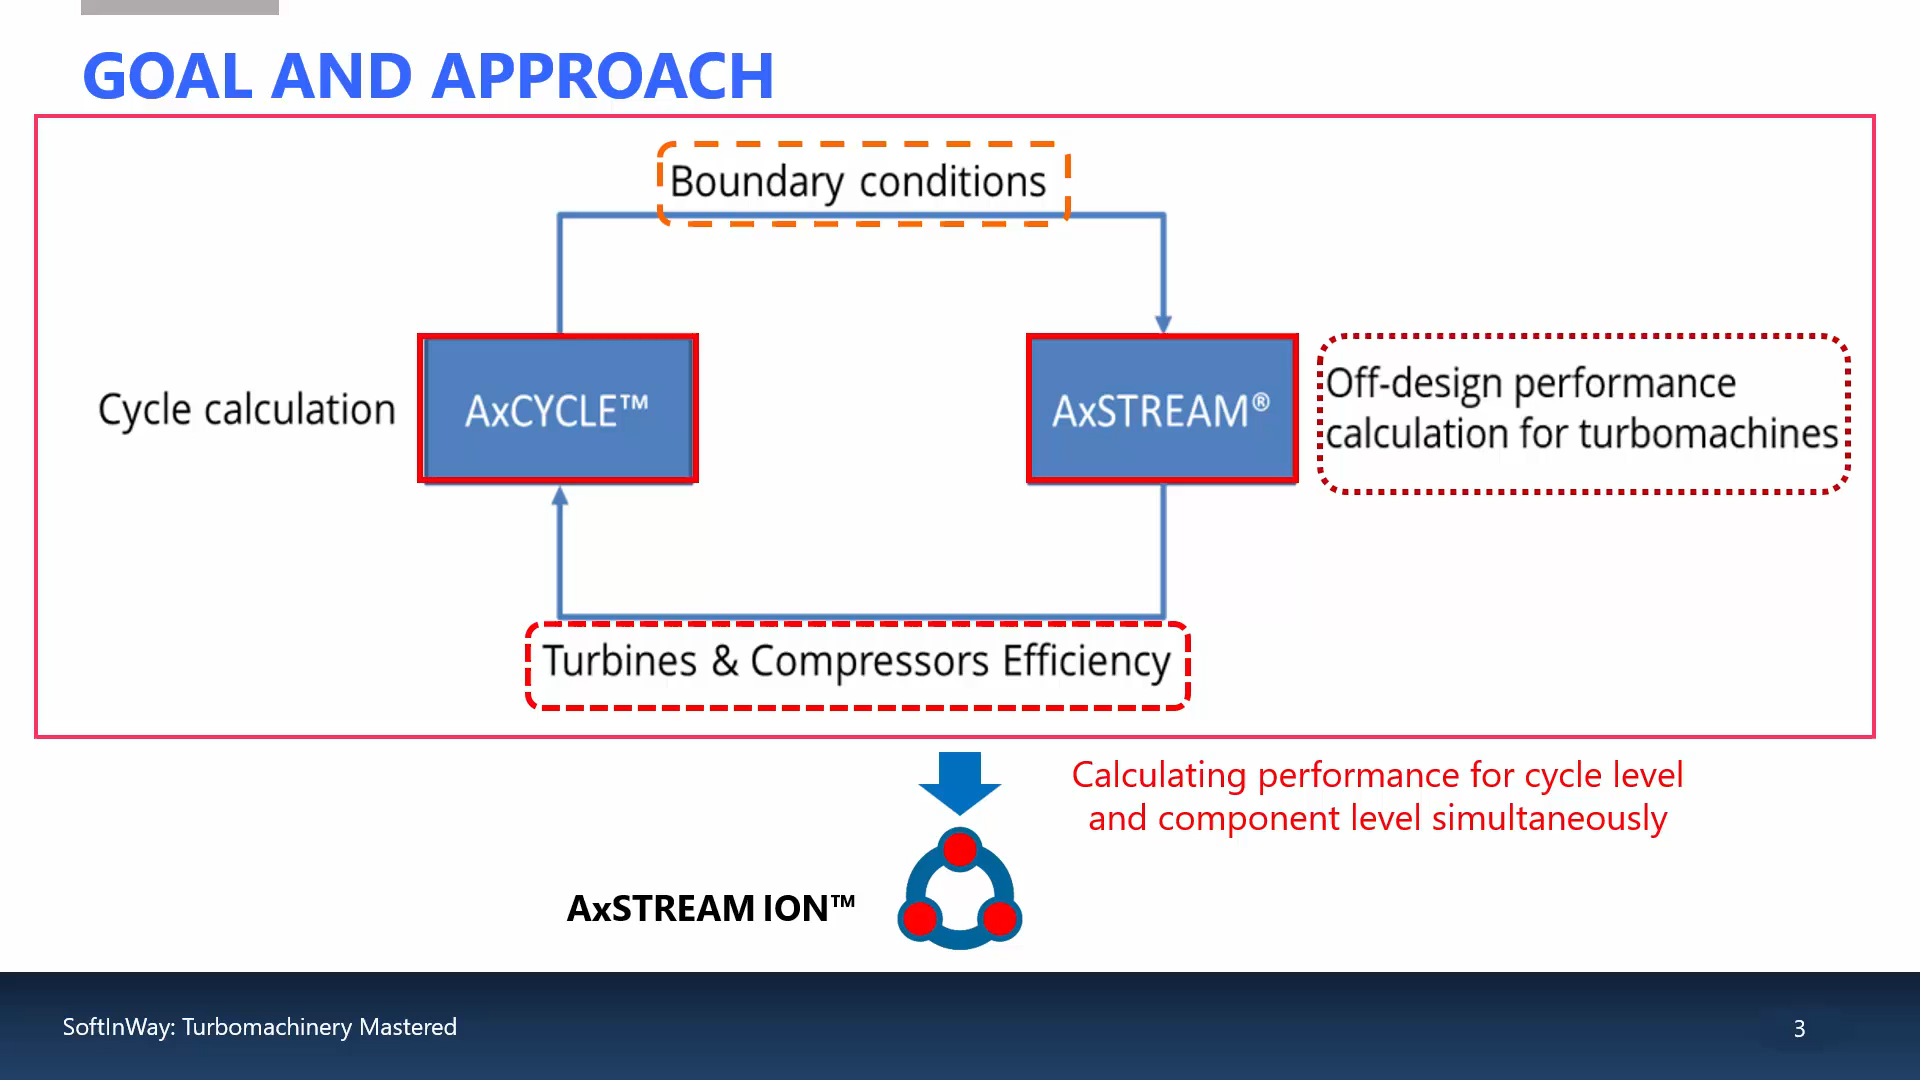 GOAL AND APPROACH
Boundary conditions
Cycle calculation
AxCYCLE™
AxSTREAM®
Off-design performance
calculation for turbomachines
Turbines & Compressors Efficiency
Calculating performance for cycle level
and component level simultaneously
AxSTREAM ION™
SoftInWay: Turbomachinery Mastered
3